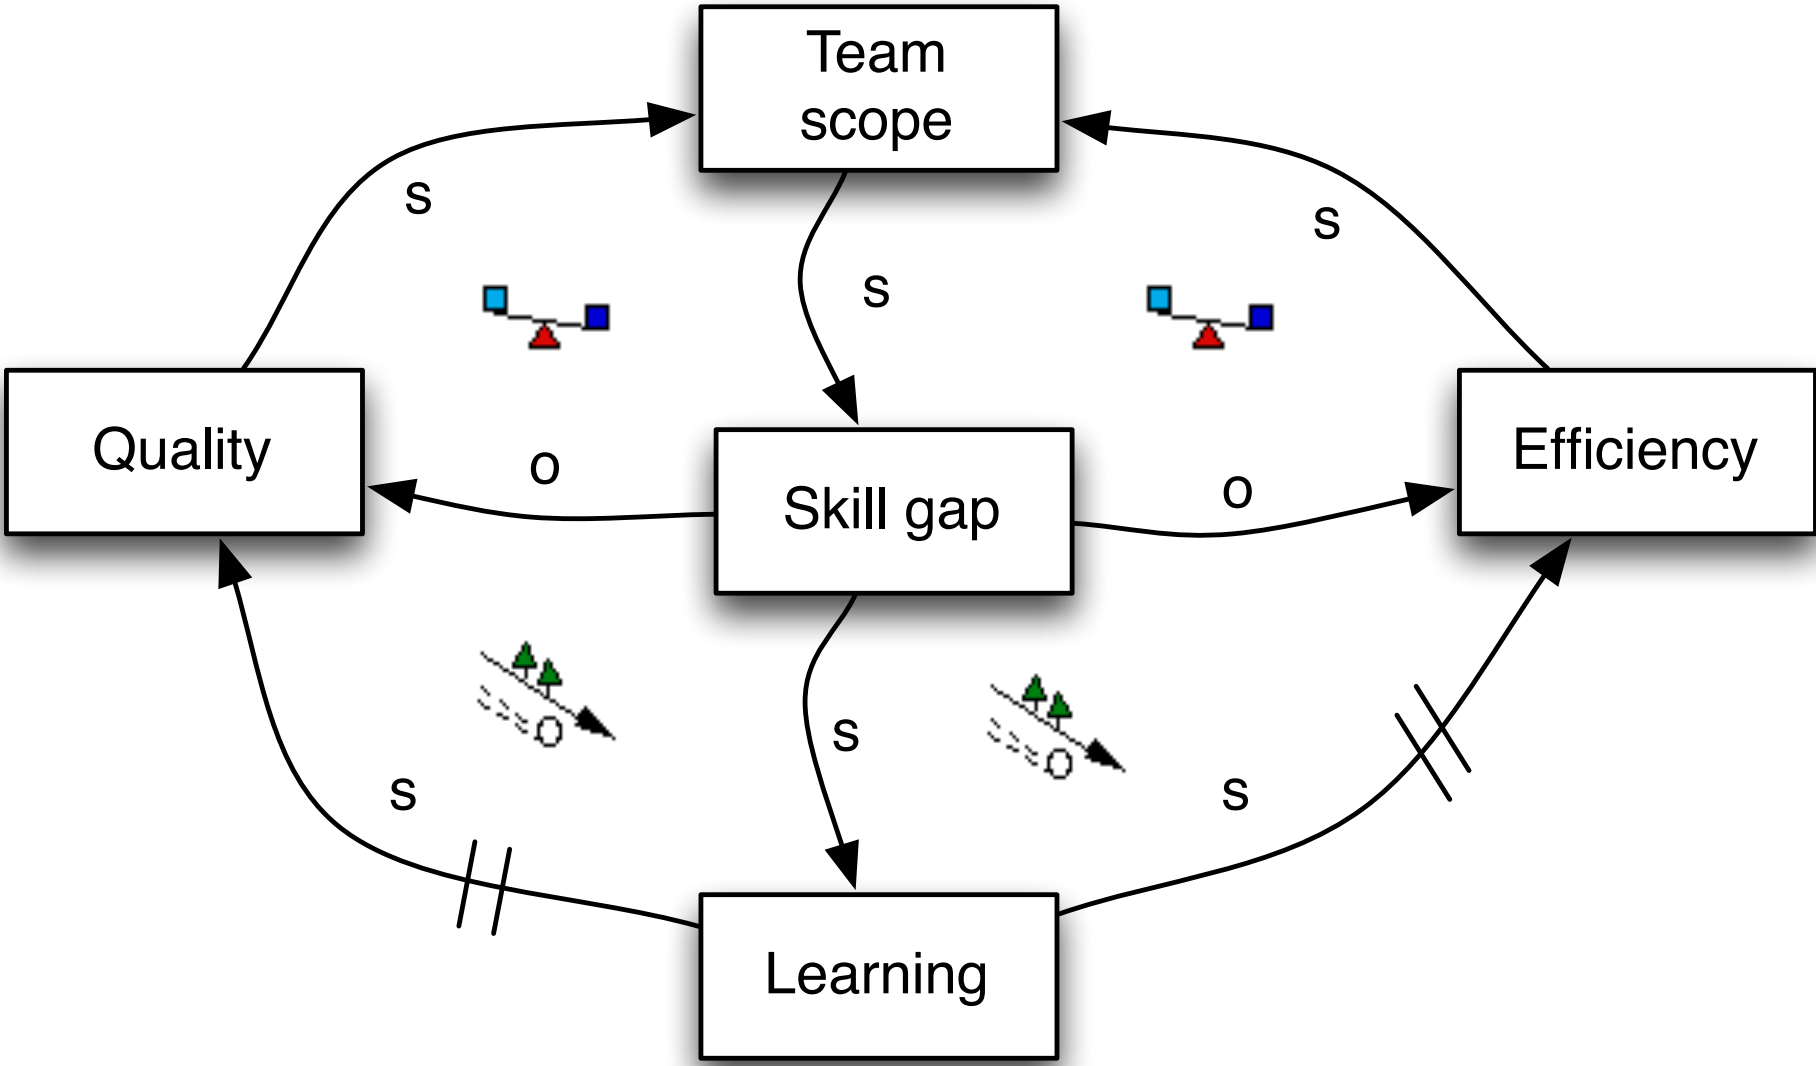 Team
scope
s
s
s
Quality
o
Skill gap
o
Efficiency
s
s
s
Learning